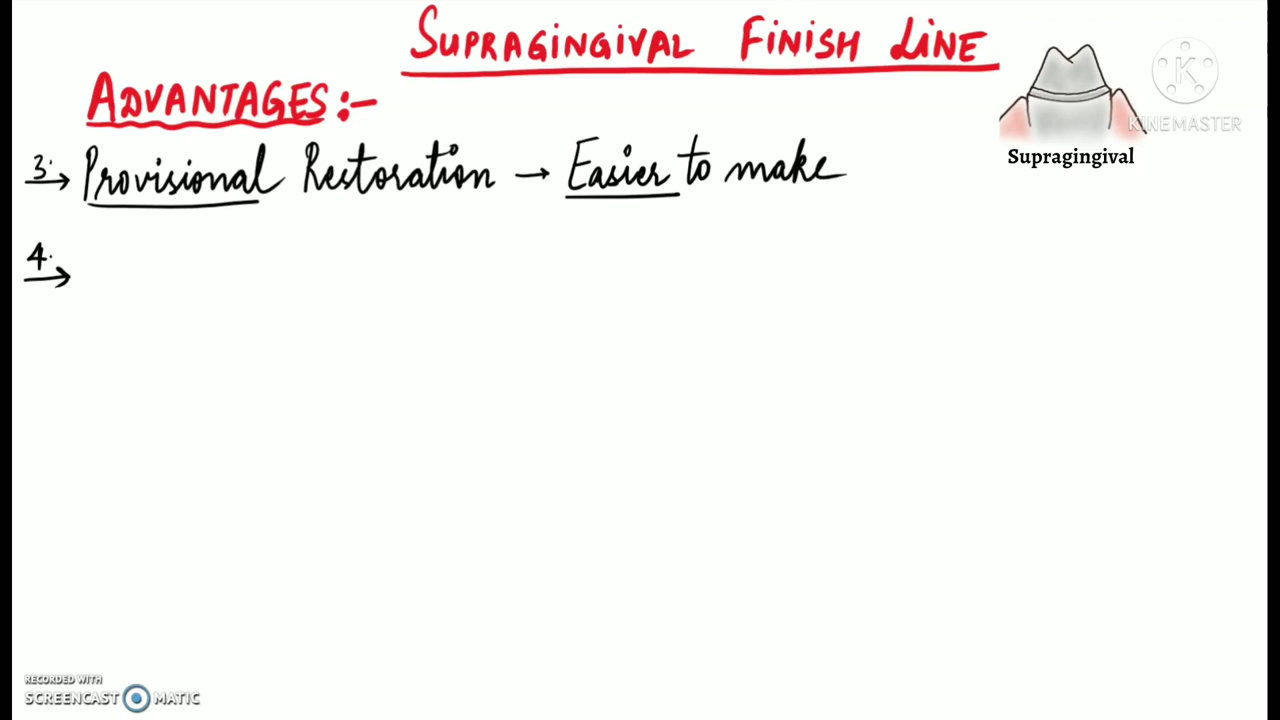 SUPRAGINGIVAL FINISH LINE
KINEMASTER
ADVANTAGES:-
Supragingival
3. → Provisional Restoration → Easier to make
4. →
RECORDED WITH
SCREENCAST MATIC